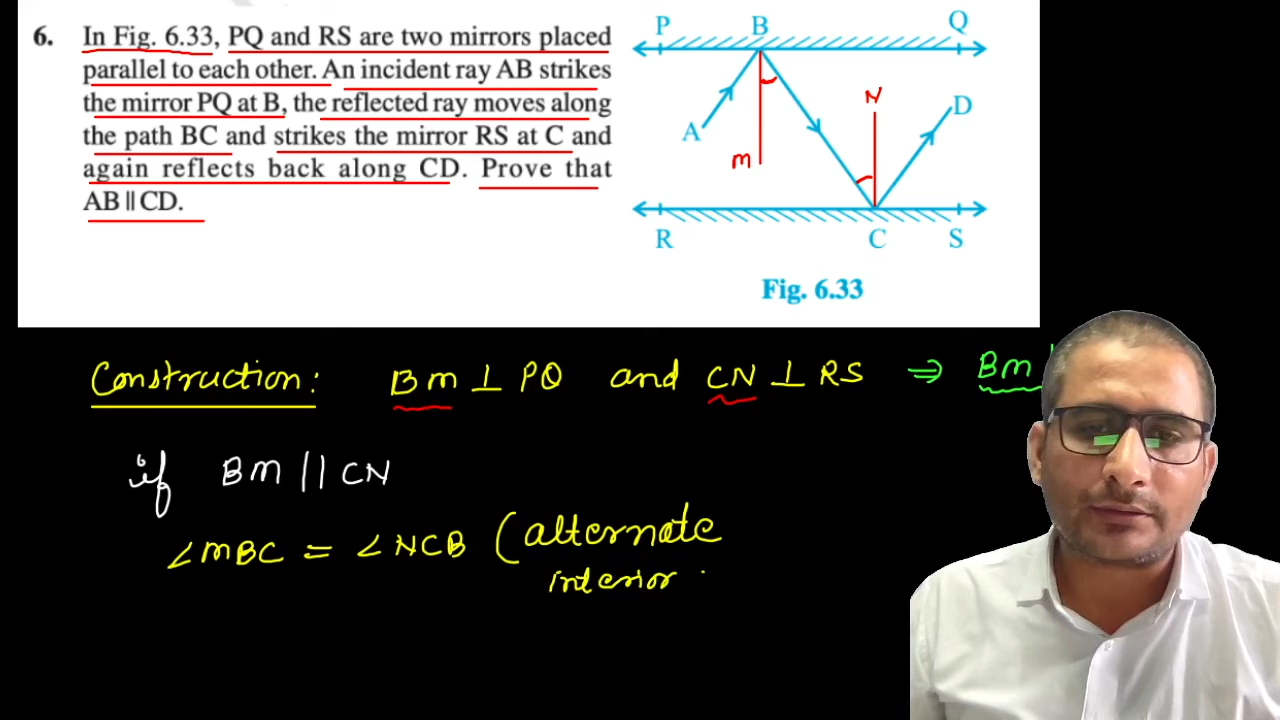 6. In Fig. 6.33, PQ and RS are two mirrors placed
parallel to each other. An incident ray AB strikes
the mirror PQ at B, the reflected ray moves along
the path BC and strikes the mirror RS at C and
again reflects back along CD. Prove that
AB || CD.
P B Q
N
A D
M
R C S
Fig. 6.33
Construction: BM ⊥ PQ and CN ⊥ RS ⇒ BM
if BM || CN
∠MBC = ∠NCB (alternate
interior